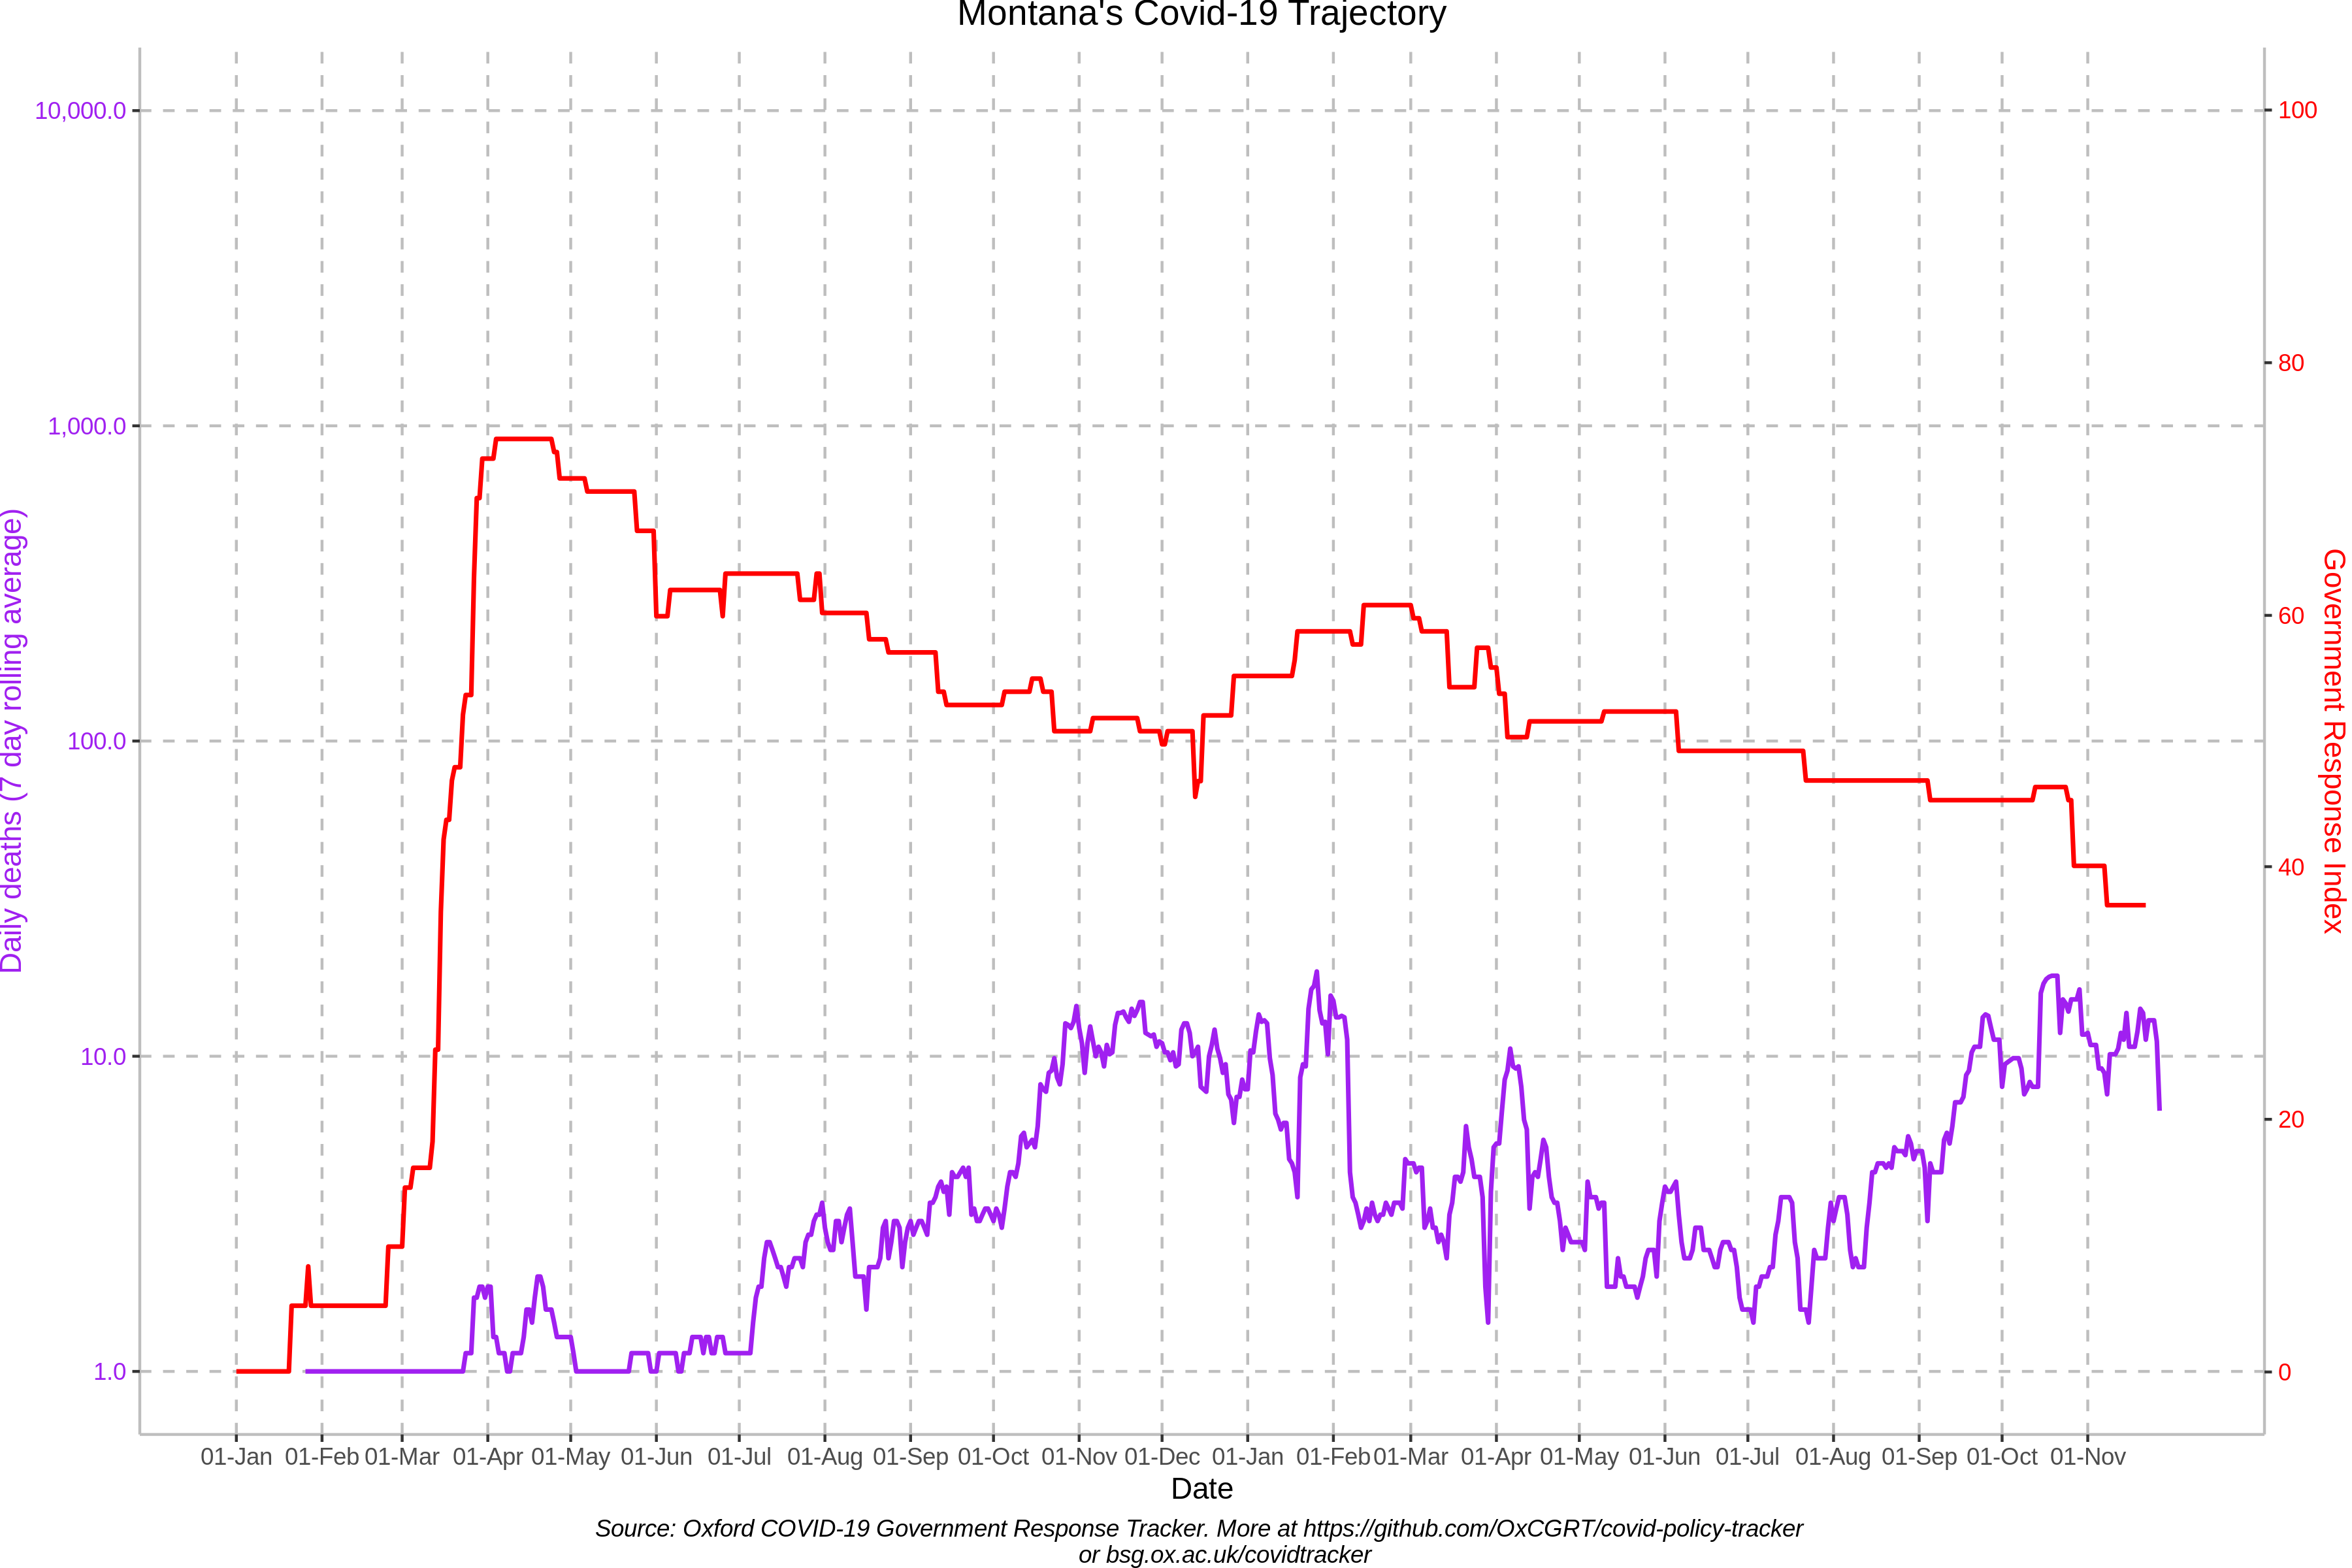 Montana's Covid-19 Trajectory
10,000.0
1,000.0
100.0
10.0
1.0
Daily deaths (7 day rolling average)
100
80
60
40
20
0
Government Response Index
01-Jan 01-Feb 01-Mar 01-Apr 01-May 01-Jun 01-Jul 01-Aug 01-Sep 01-Oct 01-Nov 01-Dec 01-Jan 01-Feb 01-Mar 01-Apr 01-May 01-Jun 01-Jul 01-Aug 01-Sep 01-Oct 01-Nov
Date
Source: Oxford COVID-19 Government Response Tracker. More at https://github.com/OxCGRT/covid-policy-tracker
or bsg.ox.ac.uk/covidtracker